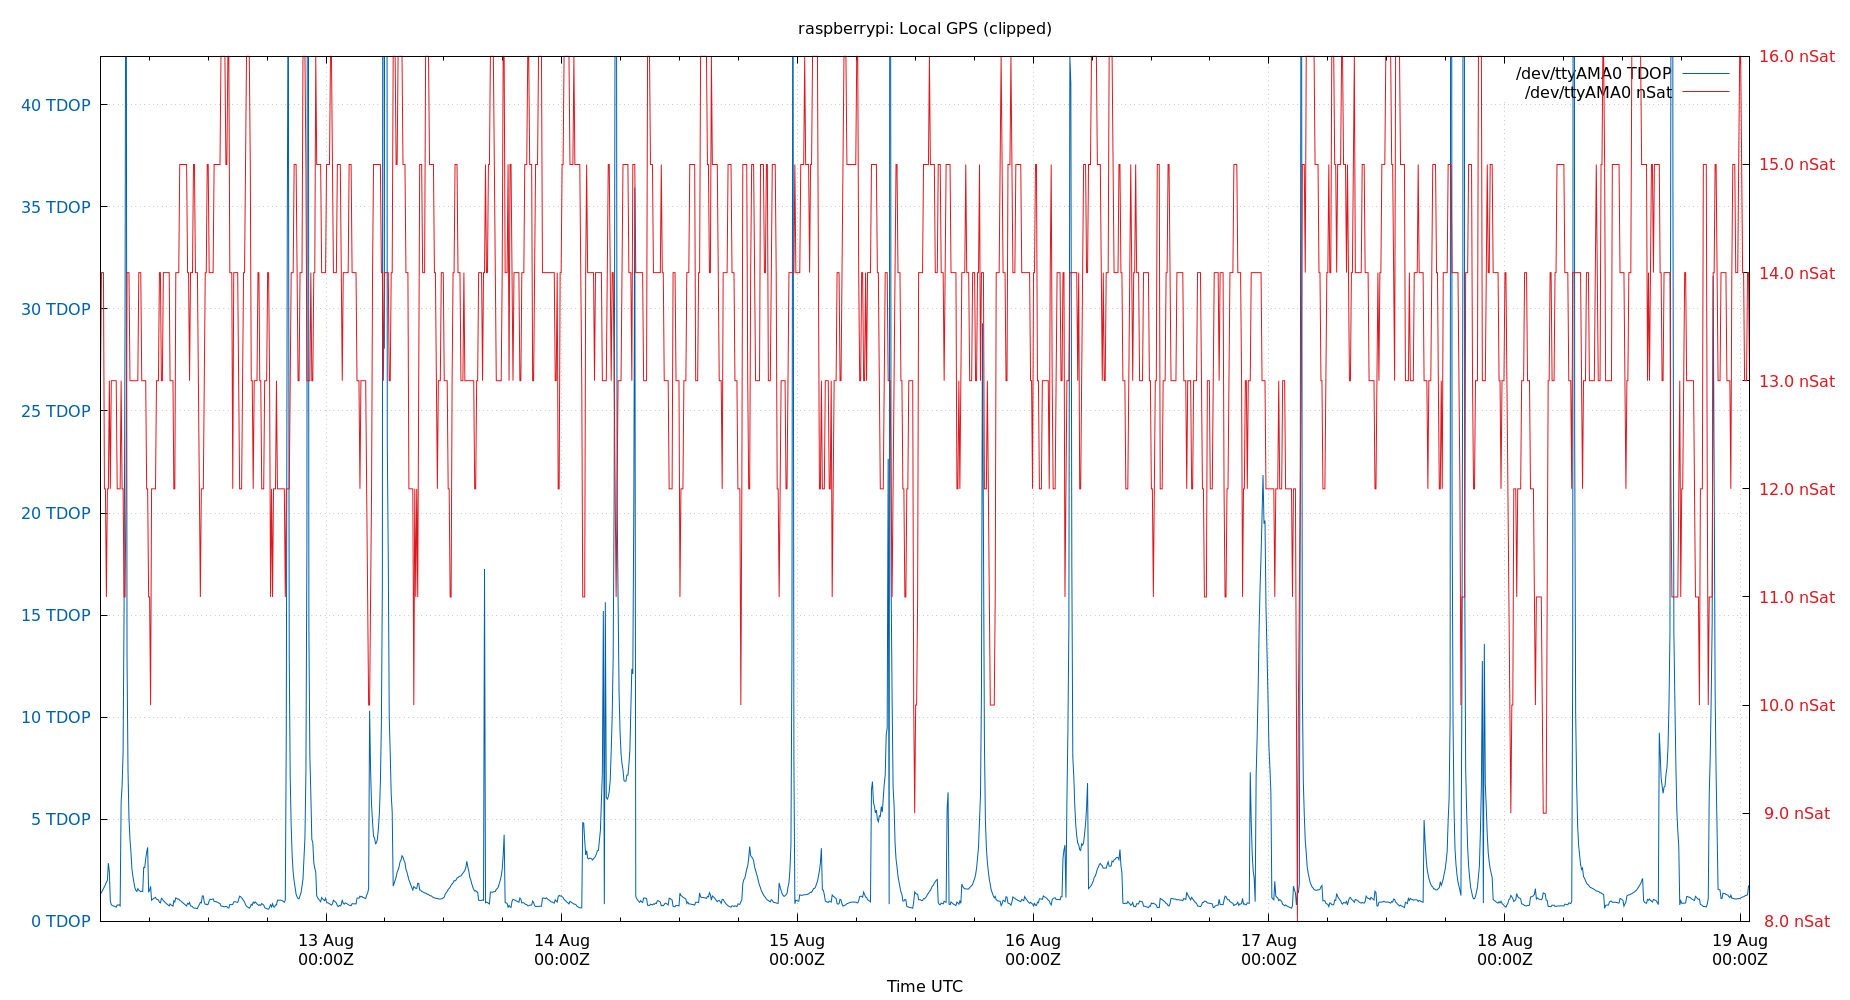 raspberrypi: Local GPS (clipped)
/dev/ttyAMA0 TDOP
/dev/ttyAMA0 nSat
40 TDOP
35 TDOP
30 TDOP
25 TDOP
20 TDOP
15 TDOP
10 TDOP
5 TDOP
0 TDOP
16.0 nSat
15.0 nSat
14.0 nSat
13.0 nSat
12.0 nSat
11.0 nSat
10.0 nSat
9.0 nSat
8.0 nSat
13 Aug 14 Aug 15 Aug 16 Aug 17 Aug 18 Aug 19 Aug
00:00Z 00:00Z 00:00Z 00:00Z 00:00Z 00:00Z 00:00Z
Time UTC